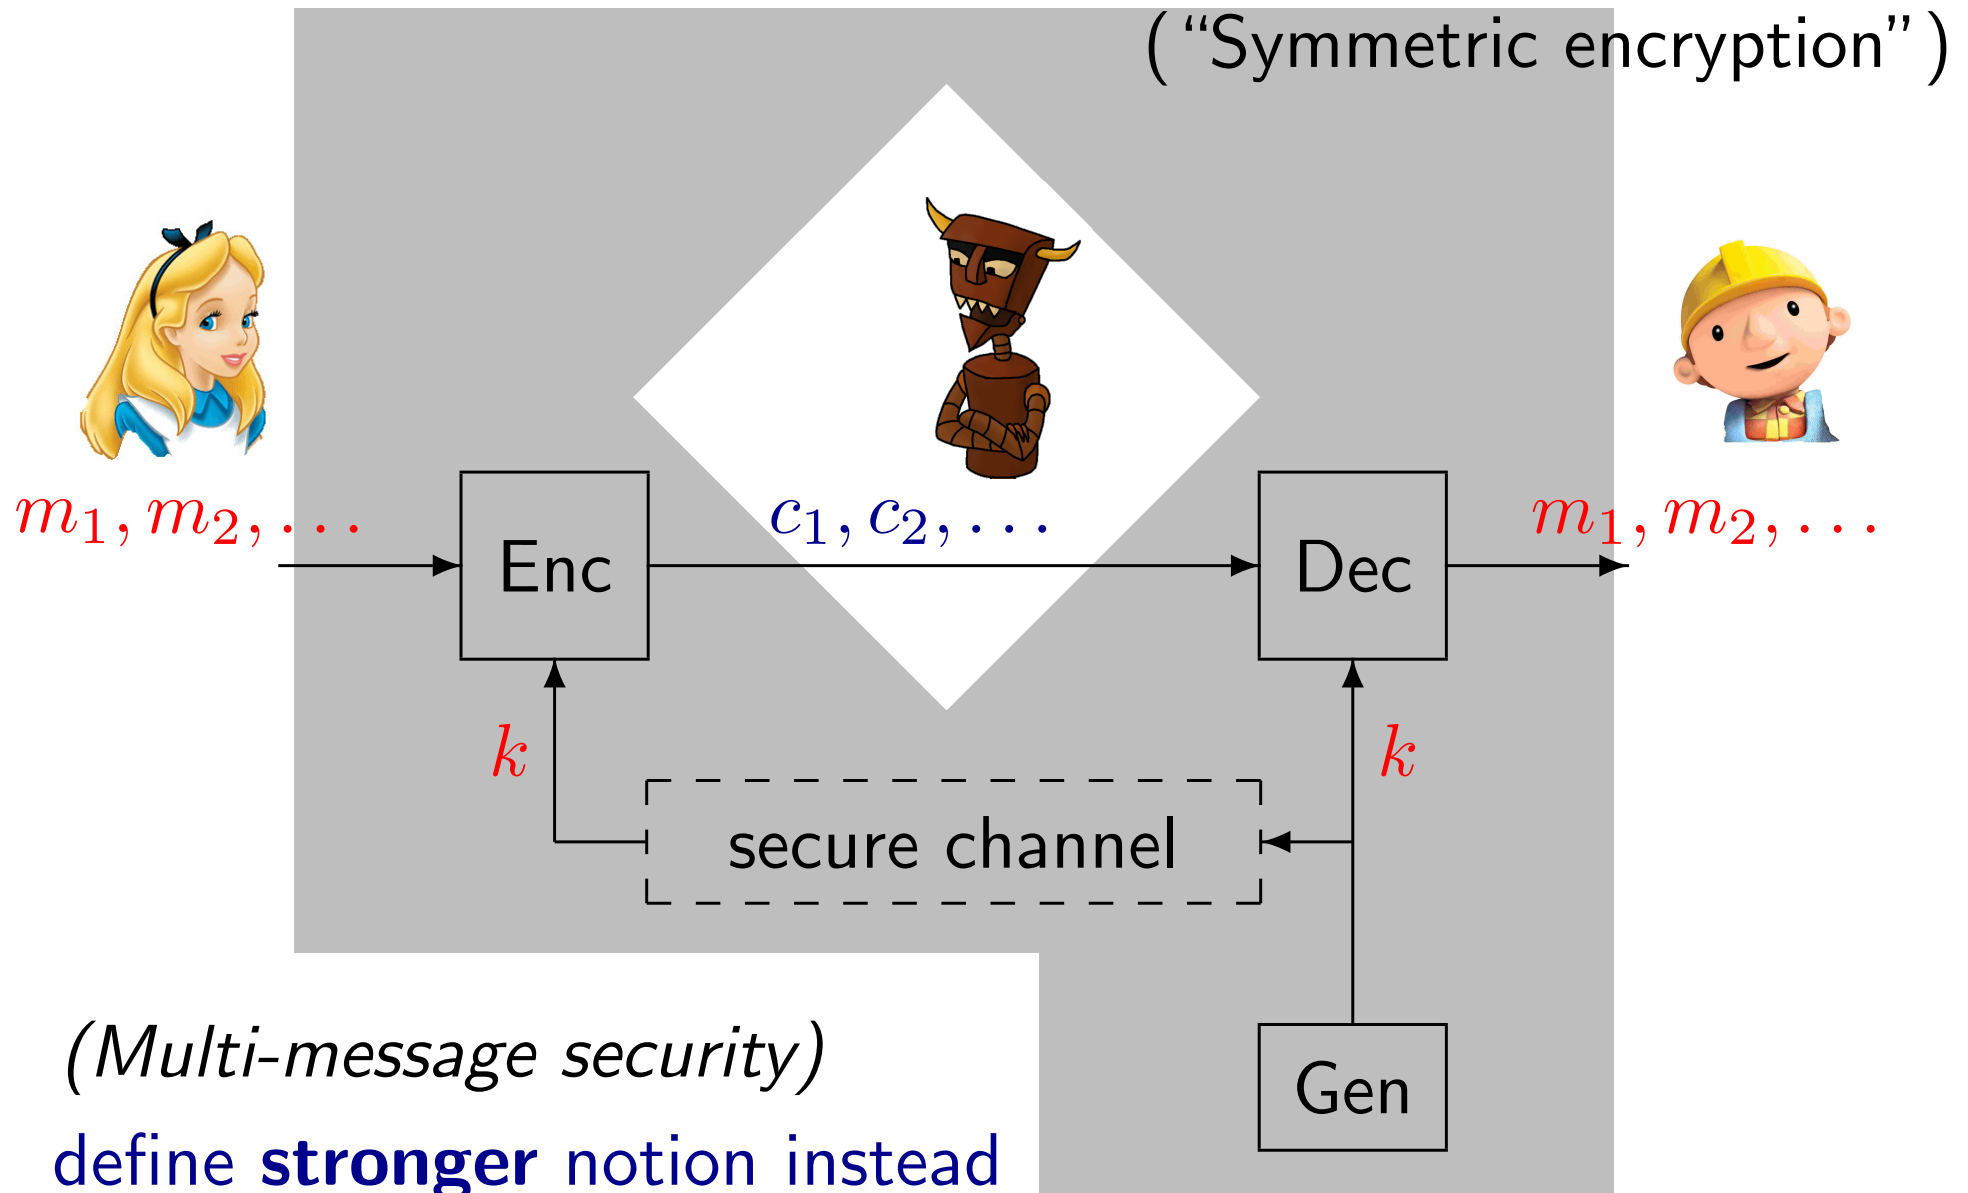 (“Symmetric encryption”)
m₁, m₂, …
c₁, c₂, …
m₁, m₂, …
Enc
Dec
k
k
secure channel
(Multi-message security)
Gen
define stronger notion instead